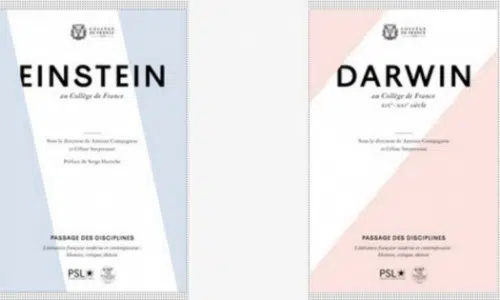 COLLÈGE
DE FRANCE
EINSTEIN
au Collège de France
Sous la direction de Antoine Compagnon
et Céline Surprenant
Préface de Serge Haroche
PASSAGE DES DISCIPLINES
Littérature française moderne et contemporaine :
Histoire, critique, théorie
PSL
COLLÈGE
DE FRANCE
DARWIN
au Collège de France
XIXe-XXIe siècle
Sous la direction de Antoine Compagnon
et Céline Surprenant
PASSAGE DES DISCIPLINES
Littérature française moderne et contemporaine :
Histoire, critique, théorie
PSL